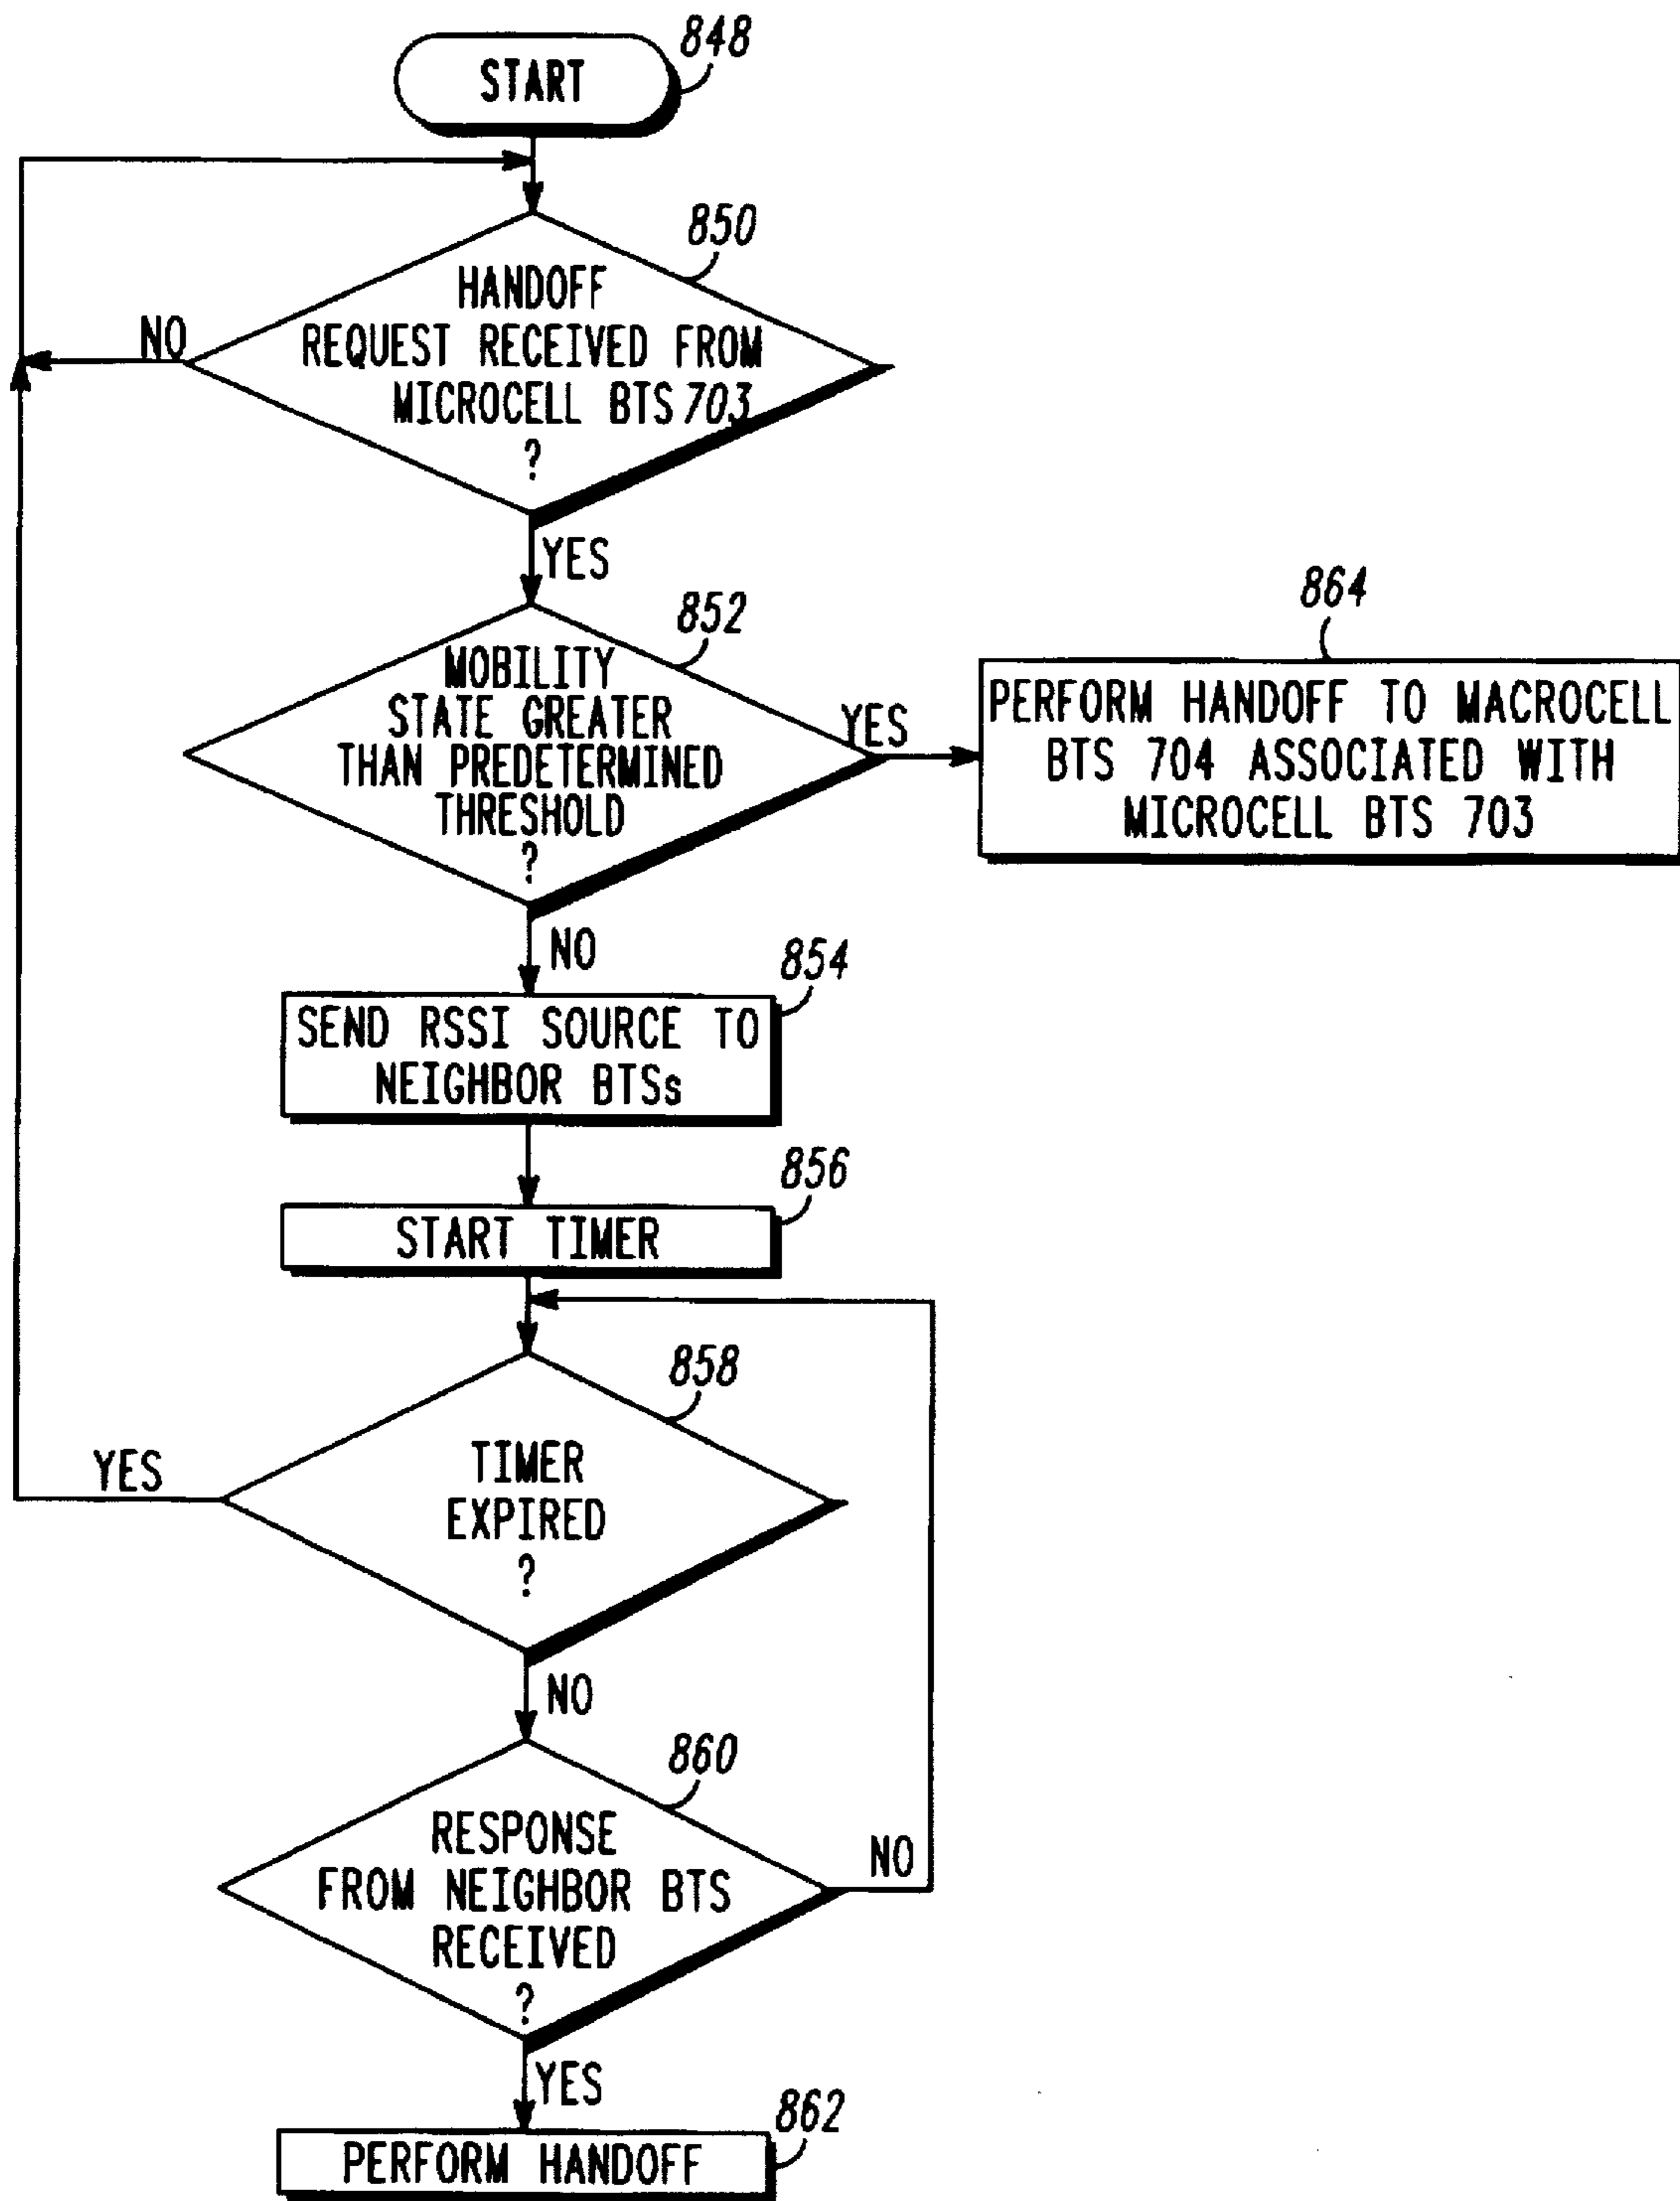 848
START
850
HANDOFF
REQUEST RECEIVED FROM
MICROCELL BTS 703
?
NO
YES
852
MOBILITY
STATE GREATER
THAN PREDETERMINED
THRESHOLD
?
YES
864
PERFORM HANDOFF TO MACROCELL
BTS 704 ASSOCIATED WITH
MICROCELL BTS 703
NO
854
SEND RSSI SOURCE TO
NEIGHBOR BTSs
856
START TIMER
858
TIMER
EXPIRED
?
YES
NO
860
RESPONSE
FROM NEIGHBOR BTS
RECEIVED
?
NO
YES
862
PERFORM HANDOFF